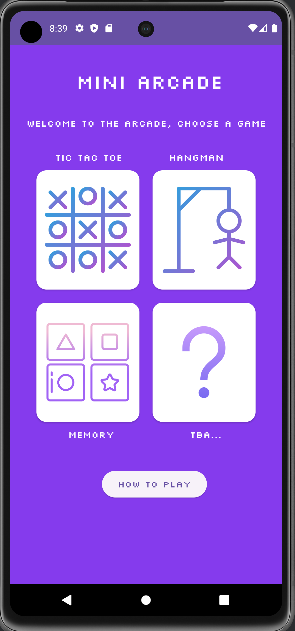 8:39
MINI ARCADE
WELCOME TO THE ARCADE, CHOOSE A GAME
TIC TAC TOE
HANGMAN
MEMORY
TBA...
HOW TO PLAY